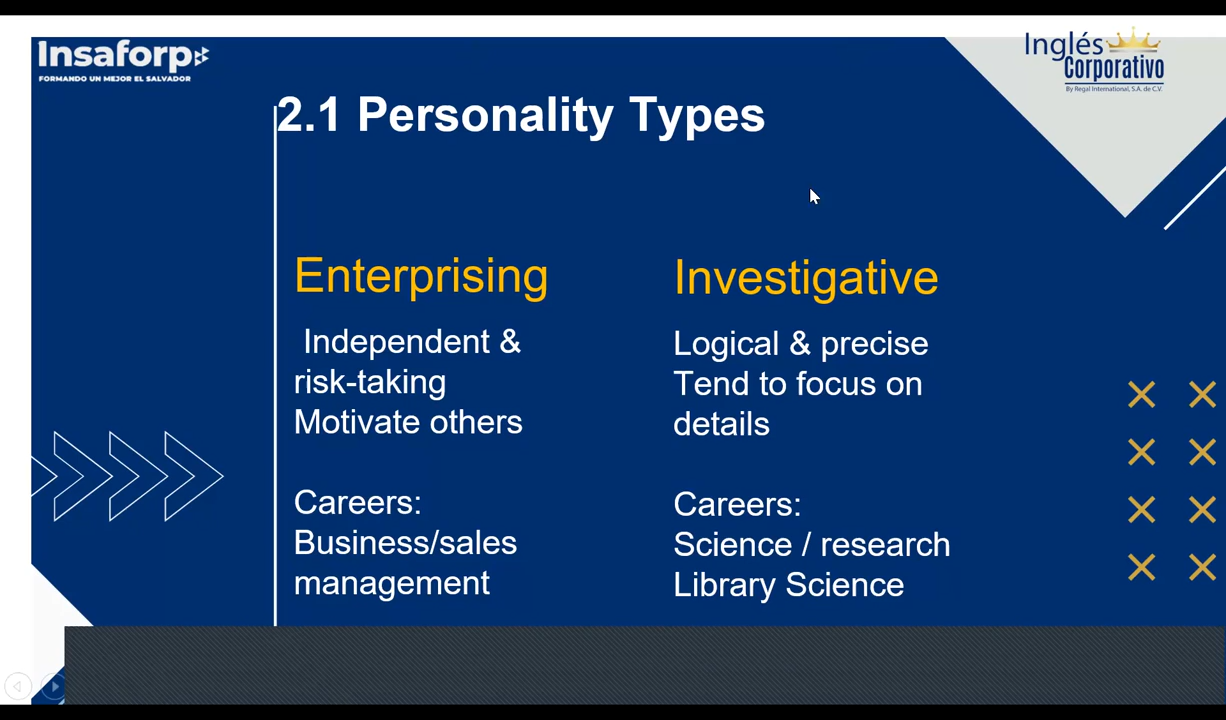 Insaforp
FORMANDO UN MEJOR EL SALVADOR
Inglés
Corporativo
By Regal International, S.A. de C.V.
2.1 Personality Types
Enterprising
Independent &
risk-taking
Motivate others
Careers:
Business/sales
management
Investigative
Logical & precise
Tend to focus on
details
Careers:
Science / research
Library Science